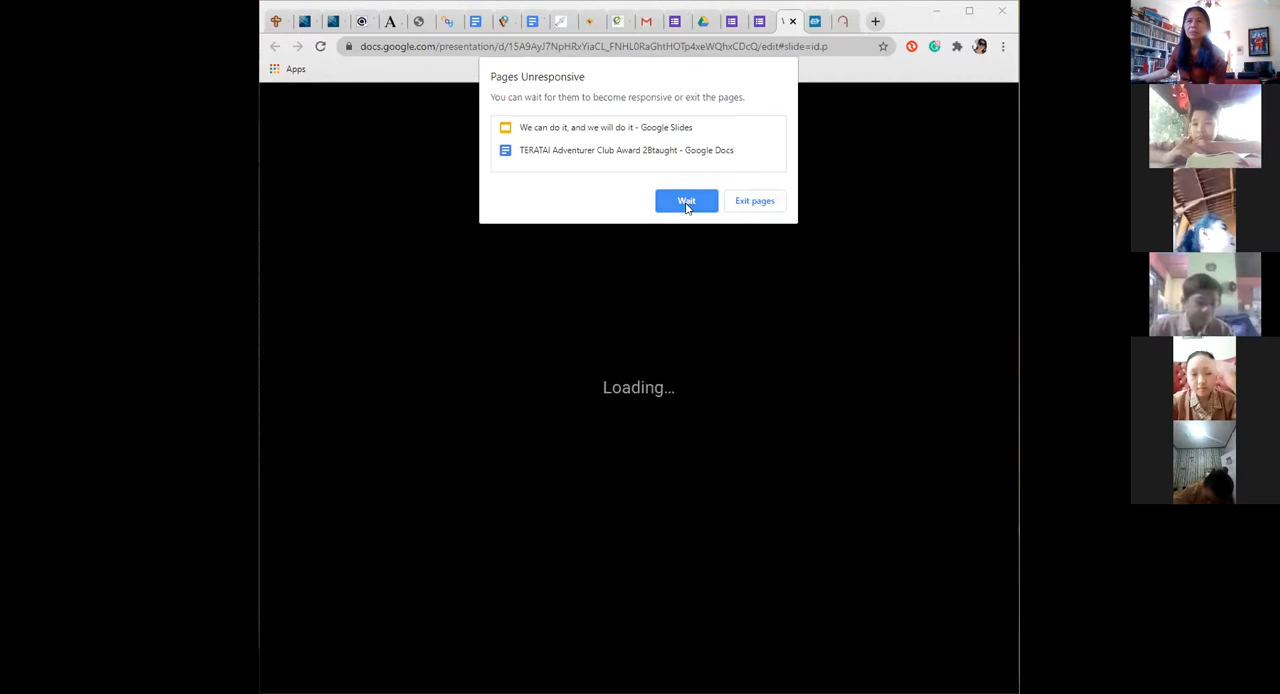 docs.google.com/presentation/d/15A9AyJ7NpHRxYiaCL_FNHL0RaGhtHOTp4xeWQhxCDcQ/edit#slide=id.p
Apps
Pages Unresponsive
You can wait for them to become responsive or exit the pages.
We can do it, and we will do it - Google Slides
TERATAI Adventurer Club Award 2Btaught - Google Docs
Wait
Exit pages
Loading...